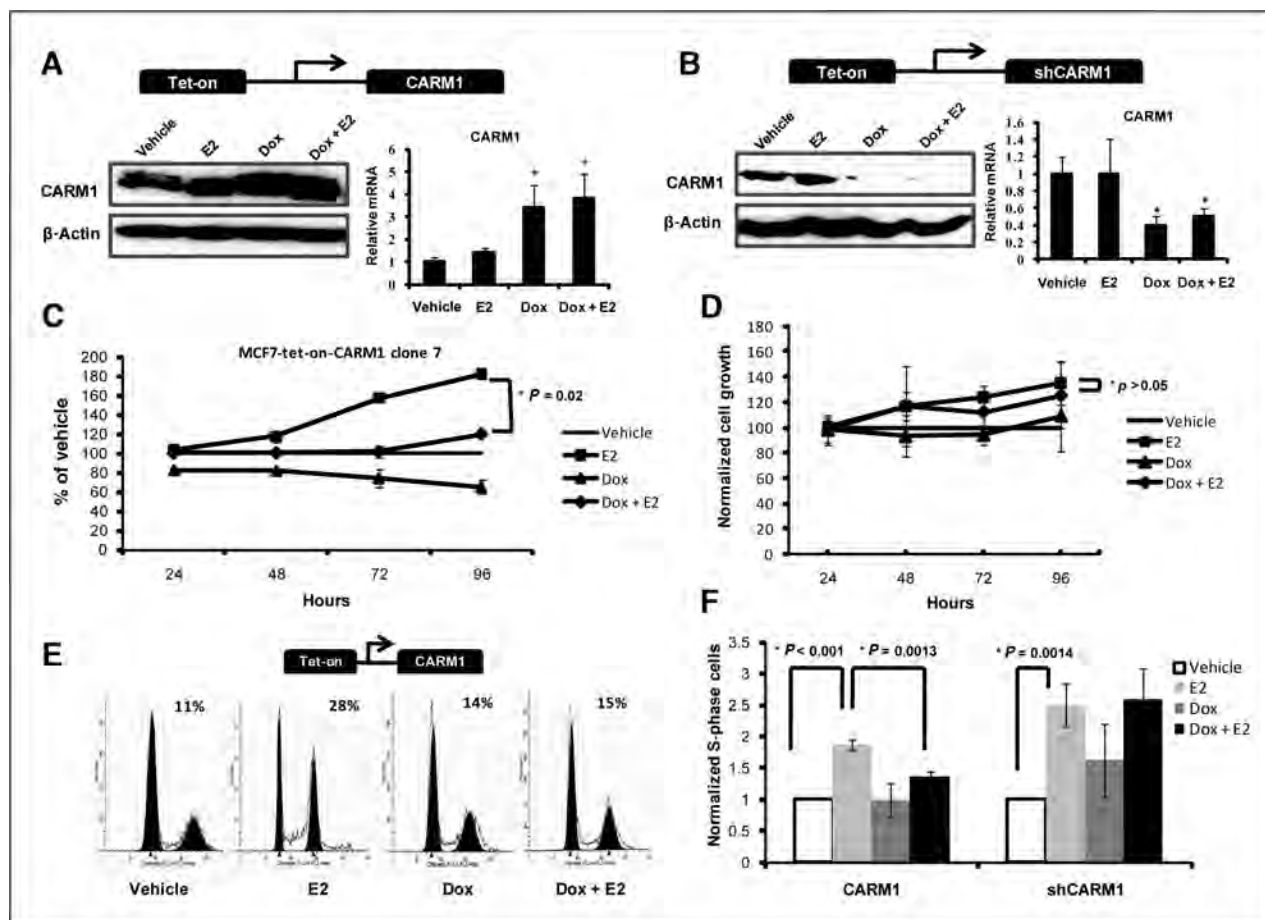 A
Tet-on
CARM1
Vehicle
E2
Dox
Dox + E2
CARM1
β-Actin
CARM1
Relative mRNA
6
5
4
3
2
1
0
+
+
Vehicle E2 Dox Dox + E2
B
Tet-on
shCARM1
Vehicle
E2
Dox
Dox + E2
CARM1
β-Actin
CARM1
Relative mRNA
1.6
1.4
1.2
1
0.8
0.6
0.4
0.2
0
*
*
Vehicle E2 Dox Dox + E2
C
MCF7-tet-on-CARM1 clone 7
% of vehicle
200
180
160
140
120
100
80
60
40
20
0
24 48 72 96
Hours
* P = 0.02
Vehicle
E2
Dox
Dox + E2
D
Normalized cell growth
180
160
140
120
100
80
60
40
20
0
24 48 72 96
Hours
* p > 0.05
Vehicle
E2
Dox
Dox + E2
E
Tet-on
CARM1
11%
28%
14%
15%
Vehicle E2 Dox Dox + E2
F
Normalized S-phase cells
3.5
3
2.5
2
1.5
1
0.5
0
* P < 0.001
* P = 0.0013
* P = 0.0014
Vehicle
E2
Dox
Dox + E2
CARM1 shCARM1